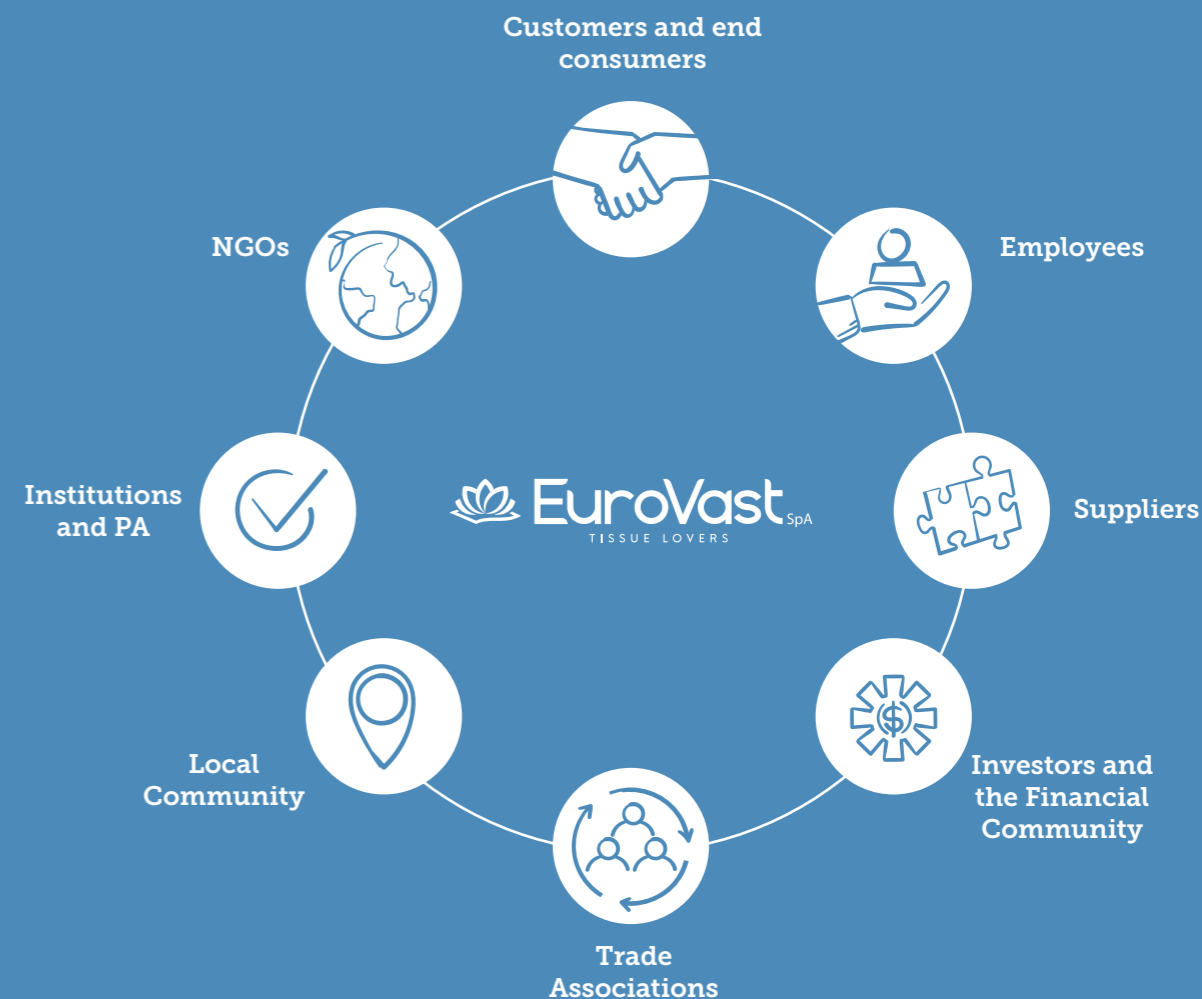 Customers and end
consumers
NGOs
Employees
Institutions
and PA
EuroVast SpA
TISSUE LOVERS
Suppliers
$
Local
Community
Investors and
the Financial
Community
Trade
Associations